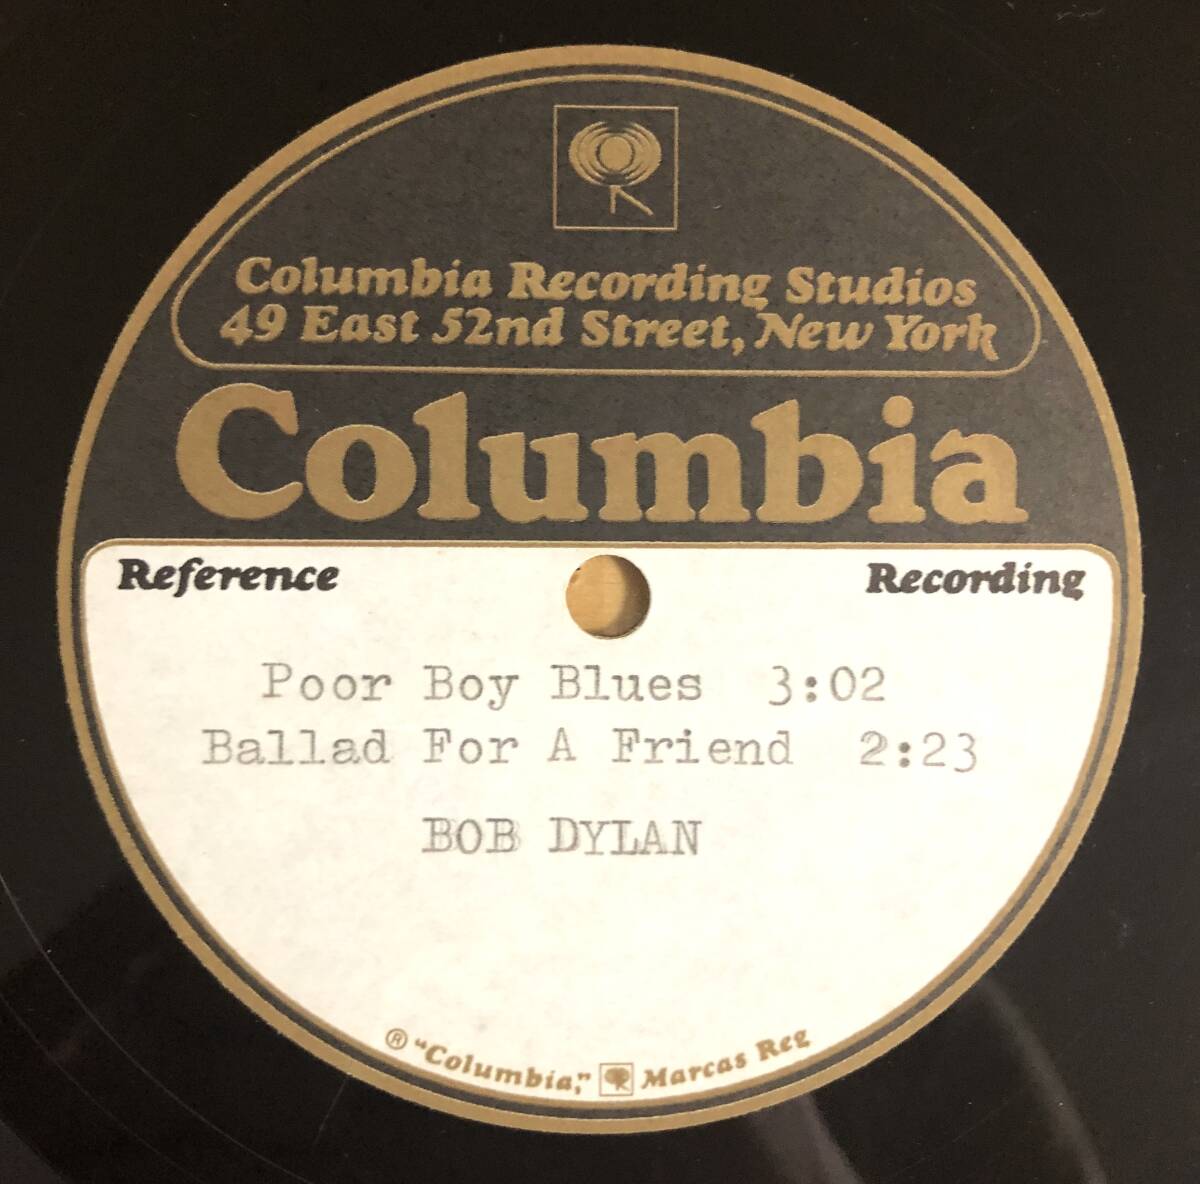 Columbia Recording Studios
49 East 52nd Street, New York
Columbia
Reference Recording
Poor Boy Blues 3:02
Ballad For A Friend 2:23
BOB DYLAN
® "Columbia," Marcas Reg